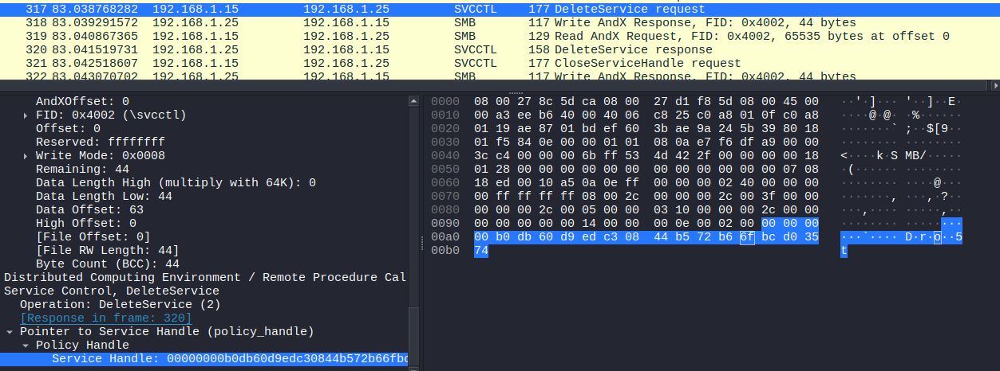 317 83.038768282 192.168.1.15 192.168.1.25 SVCCTL 177 DeleteService request
318 83.039291572 192.168.1.25 192.168.1.15 SMB 117 Write AndX Response, FID: 0x4002, 44 bytes
319 83.040867365 192.168.1.15 192.168.1.25 SMB 129 Read AndX Request, FID: 0x4002, 65535 bytes at offset 0
320 83.041519731 192.168.1.25 192.168.1.15 SVCCTL 158 DeleteService response
321 83.042518607 192.168.1.15 192.168.1.25 SVCCTL 177 CloseServiceHandle request
322 83.043070702 192.168.1.25 192.168.1.15 SMB 117 Write AndX Response, FID: 0x4002, 44 bytes
AndXOffset: 0
FID: 0x4002 (\svcctl)
Offset: 0
Reserved: ffffffff
Write Mode: 0x0008
Remaining: 44
Data Length High (multiply with 64K): 0
Data Length Low: 44
Data Offset: 63
High Offset: 0
[File Offset: 0]
[File RW Length: 44]
Byte Count (BCC): 44
Distributed Computing Environment / Remote Procedure Cal
Service Control, DeleteService
Operation: DeleteService (2)
[Response in frame: 320]
Pointer to Service Handle (policy_handle)
Policy Handle
Service Handle: 00000000b0db60d9edc30844b572b66fbc
0000 08 00 27 8c 5d ca 08 00 27 d1 f8 5d 08 00 45 00 ··'·]···'··]··E·
0010 00 a3 ee b6 40 00 40 06 c8 25 c0 a8 01 0f c0 a8 ····@·@··%······
0020 01 19 ae 87 01 bd ef 60 3b ae 9a 24 5b 39 80 18 ·······`;··$[9··
0030 01 f5 84 0e 00 00 01 01 08 0a e7 f6 df a9 00 00 ················
0040 3c c4 00 00 00 6b ff 53 4d 42 2f 00 00 00 00 18 <····k·SMB/·····
0050 01 28 00 00 00 00 00 00 00 00 00 00 00 00 07 08 ·(··············
0060 18 ed 00 10 a5 0a 0e ff 00 00 00 02 40 00 00 00 ············@···
0070 00 ff ff ff ff 08 00 2c 00 00 00 2c 00 3f 00 00 ·······,···,·?··
0080 00 00 00 2c 00 05 00 00 03 10 00 00 00 2c 00 00 ···,·········,··
0090 00 00 00 00 00 14 00 00 00 0e 00 02 00 00 00 00 ················
00a0 00 b0 db 60 d9 ed c3 08 44 b5 72 b6 6f bc d0 35 ···`····D·r·o··5
00b0 74 t